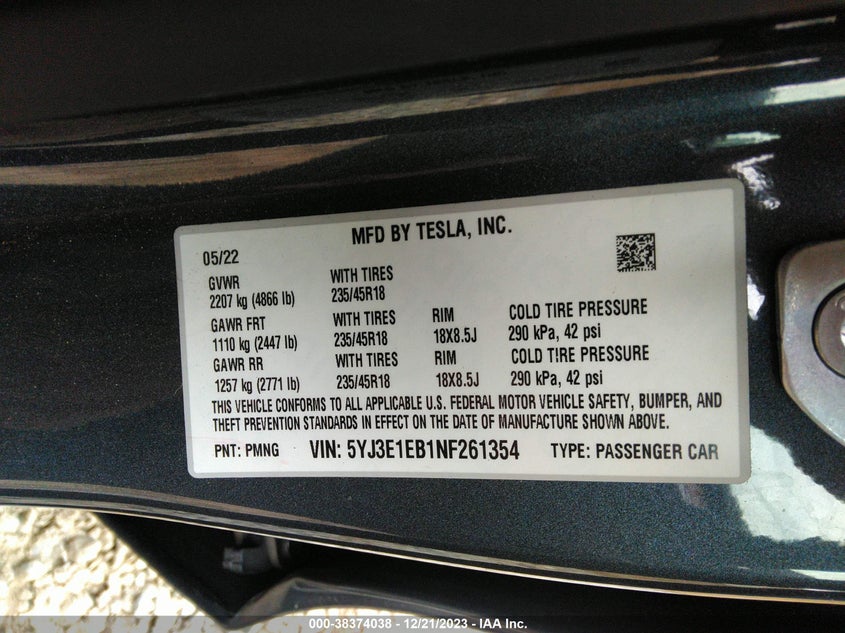 MFD BY TESLA, INC.
05/22
GVWR WITH TIRES
2207 kg (4866 lb) 235/45R18
GAWR FRT WITH TIRES RIM COLD TIRE PRESSURE
1110 kg (2447 lb) 235/45R18 18X8.5J 290 kPa, 42 psi
GAWR RR WITH TIRES RIM COLD TIRE PRESSURE
1257 kg (2771 lb) 235/45R18 18X8.5J 290 kPa, 42 psi
THIS VEHICLE CONFORMS TO ALL APPLICABLE U.S. FEDERAL MOTOR VEHICLE SAFETY, BUMPER, AND
THEFT PREVENTION STANDARDS IN EFFECT ON THE DATE OF MANUFACTURE SHOWN ABOVE.
PNT: PMNG VIN: 5YJ3E1EB1NF261354 TYPE: PASSENGER CAR
000-38374038 - 12/21/2023 - IAA Inc.